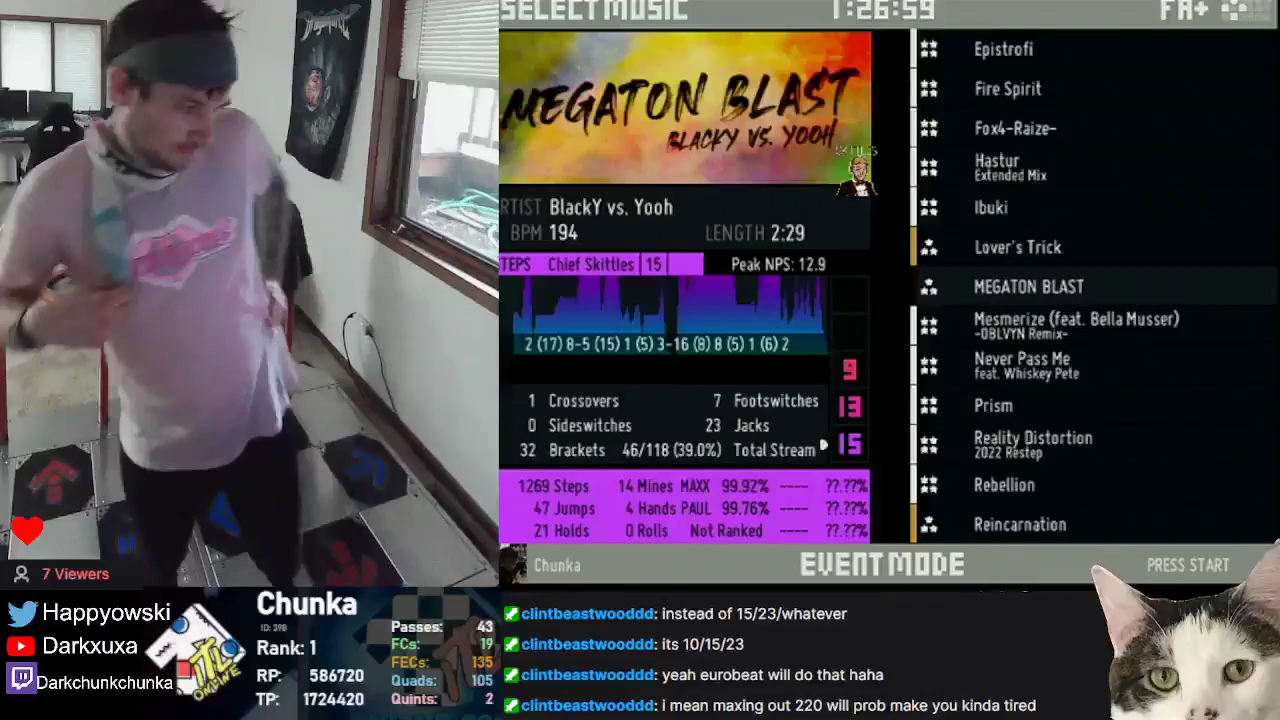 SELECT MUSIC
1:26:59
FA+
DragonForce
MEGATON BLAST
BLACKY VS. YOOH
RTIST BlackY vs. Yooh
BPM 194 LENGTH 2:29
TEPS Chief Skittles 15 Peak NPS: 12.9
2 (17) 8-5 (15) 1 (5) 3-16 (8) 8 (5) 1 (6) 2
1 Crossovers 7 Footswitches
0 Sideswitches 23 Jacks
32 Brackets 46/118 (39.0%) Total Stream
9
13
15
1269 Steps 14 Mines MAXX 99.92% ---- ??.??%
47 Jumps 4 Hands PAUL 99.76% ---- ??.??%
21 Holds 0 Rolls Not Ranked ---- ??.??%
Epistrofi
Fire Spirit
Fox4-Raize-
Hastur
Extended Mix
Ibuki
Lover's Trick
MEGATON BLAST
Mesmerize (feat. Bella Musser)
-OBLVYN Remix-
Never Pass Me
feat. Whiskey Pete
Prism
Reality Distortion
2022 Restep
Rebellion
Reincarnation
Chunka
EVENT MODE
PRESS START
7 Viewers
Happyowski
Darkxuxa
Darkchunkchunka
ITL
ONLINE
Chunka
ID: 398
Rank: 1
RP: 586720
TP: 1724420
Passes: 43
FCs: 19
FECs: 135
Quads: 105
Quints: 2
clintbeastwooddd: instead of 15/23/whatever
clintbeastwooddd: its 10/15/23
clintbeastwooddd: yeah eurobeat will do that haha
clintbeastwooddd: i mean maxing out 220 will prob make you kinda tired